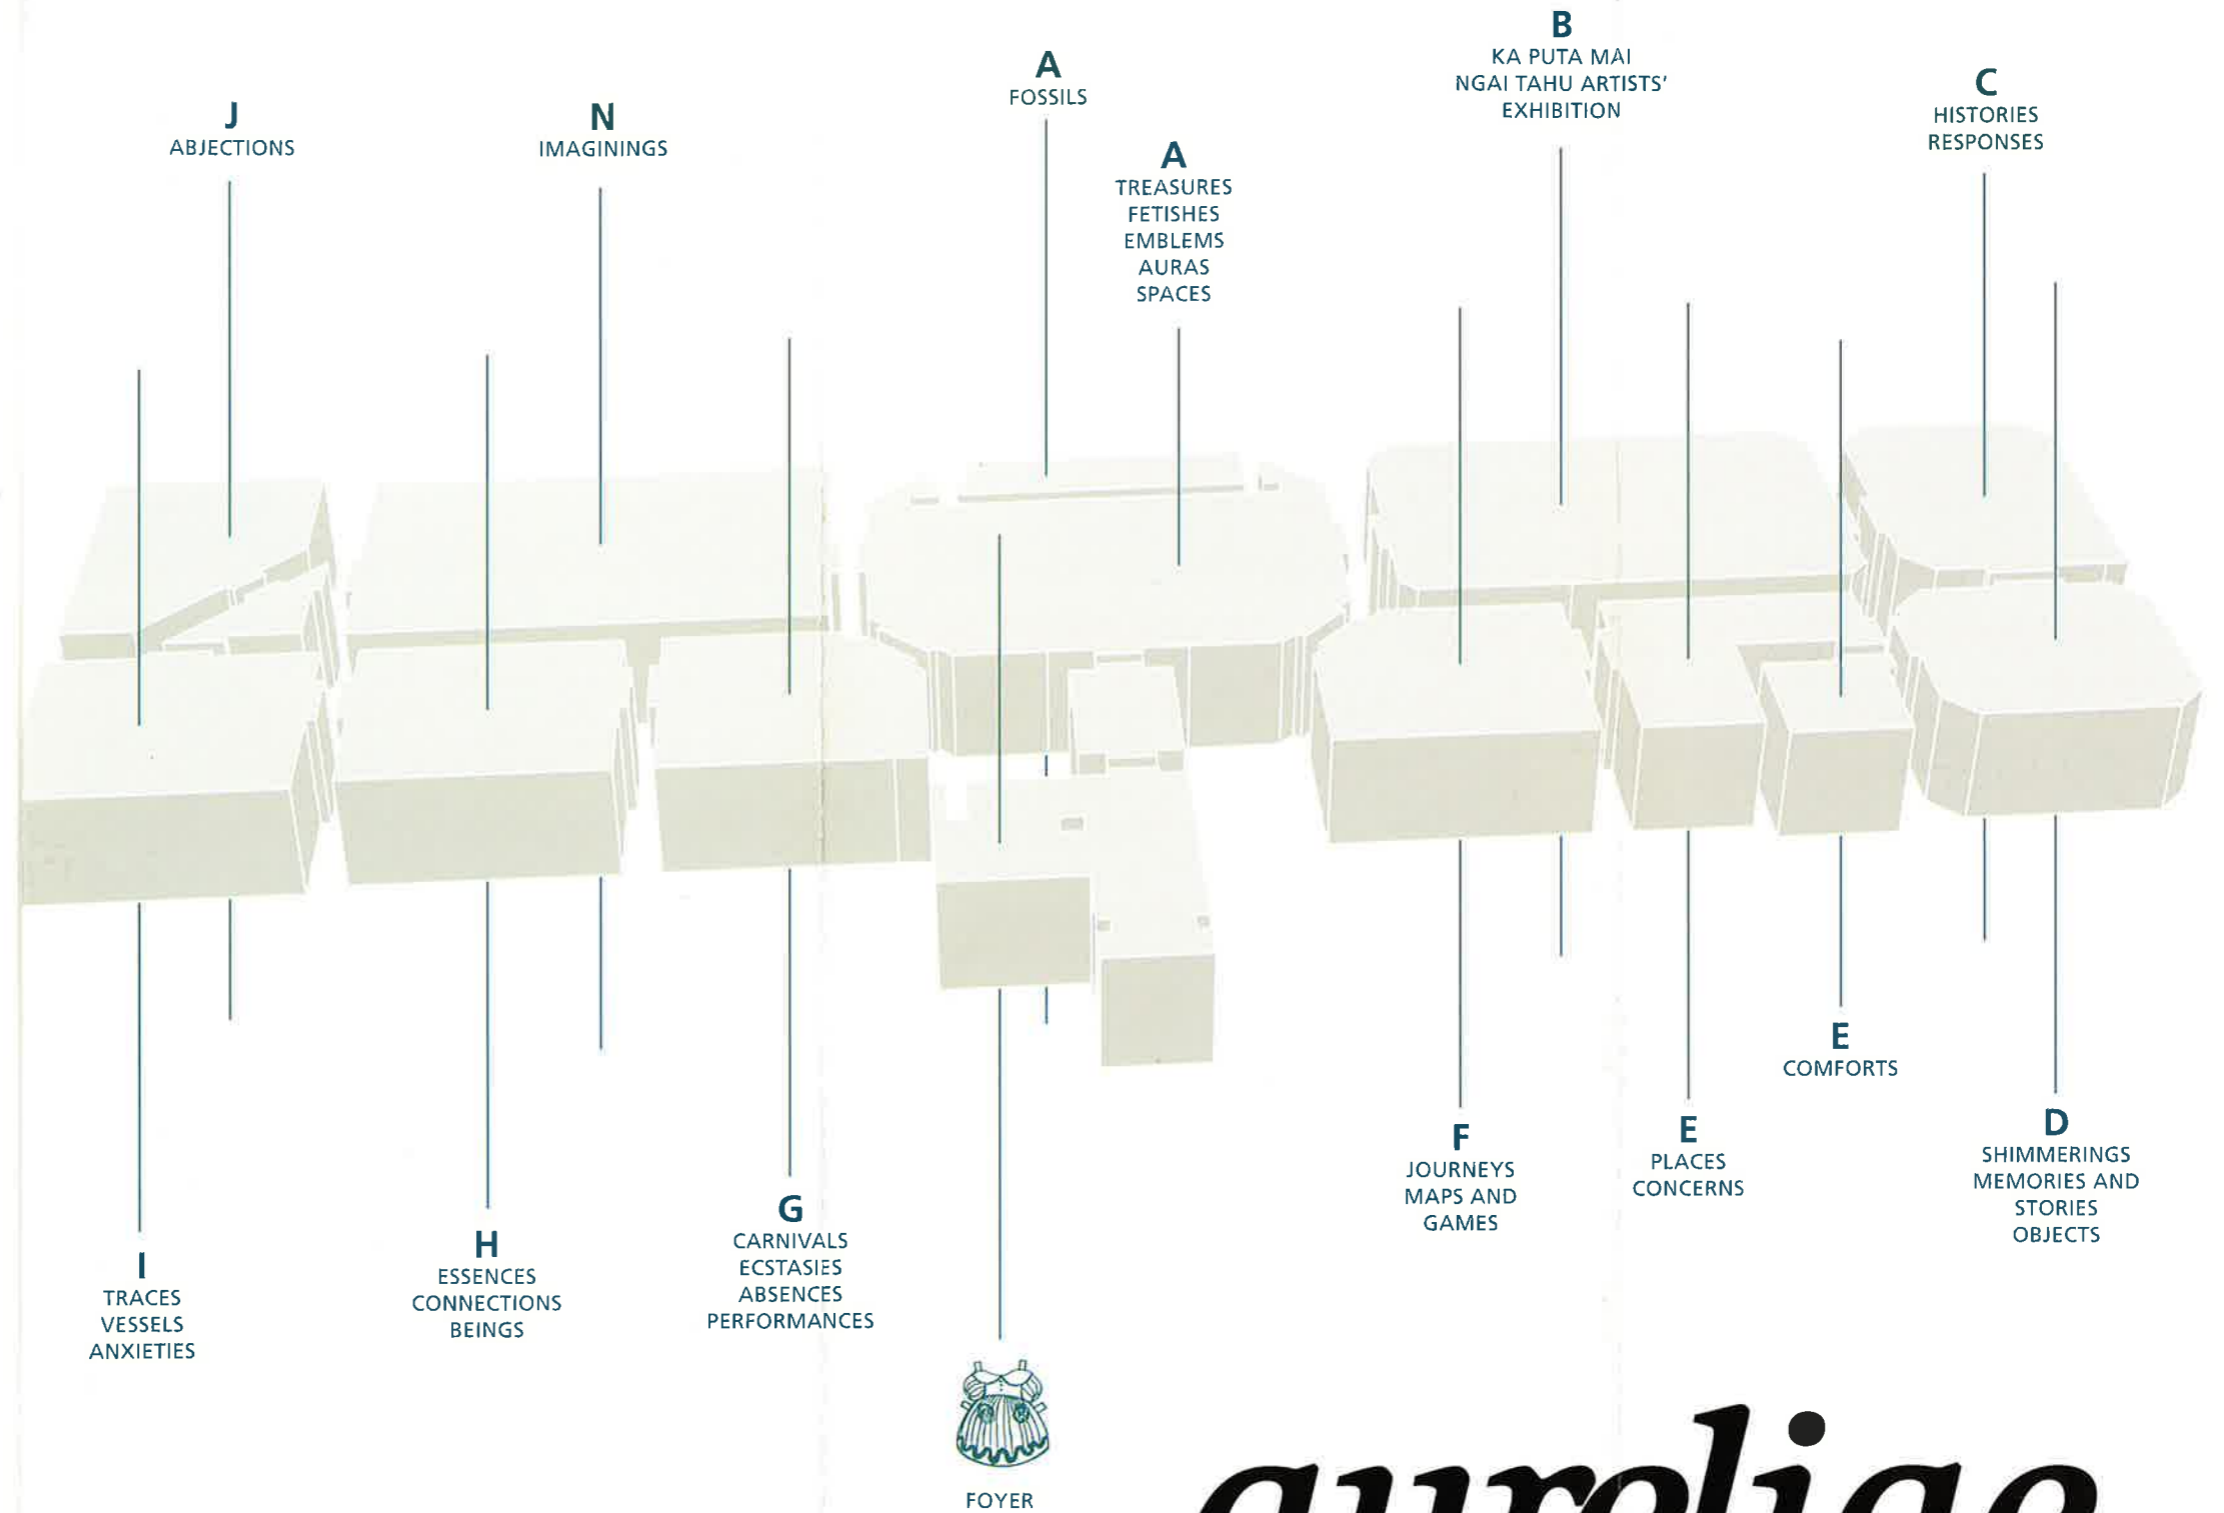 J
ABJECTIONS
N
IMAGININGS
A
FOSSILS
A
TREASURES
FETISHES
EMBLEMS
AURAS
SPACES
B
KA PUTA MAI
NGAI TAHU ARTISTS'
EXHIBITION
C
HISTORIES
RESPONSES
I
TRACES
VESSELS
ANXIETIES
H
ESSENCES
CONNECTIONS
BEINGS
G
CARNIVALS
ECSTASIES
ABSENCES
PERFORMANCES
FOYER
F
JOURNEYS
MAPS AND
GAMES
E
PLACES
CONCERNS
E
COMFORTS
D
SHIMMERINGS
MEMORIES AND
STORIES
OBJECTS